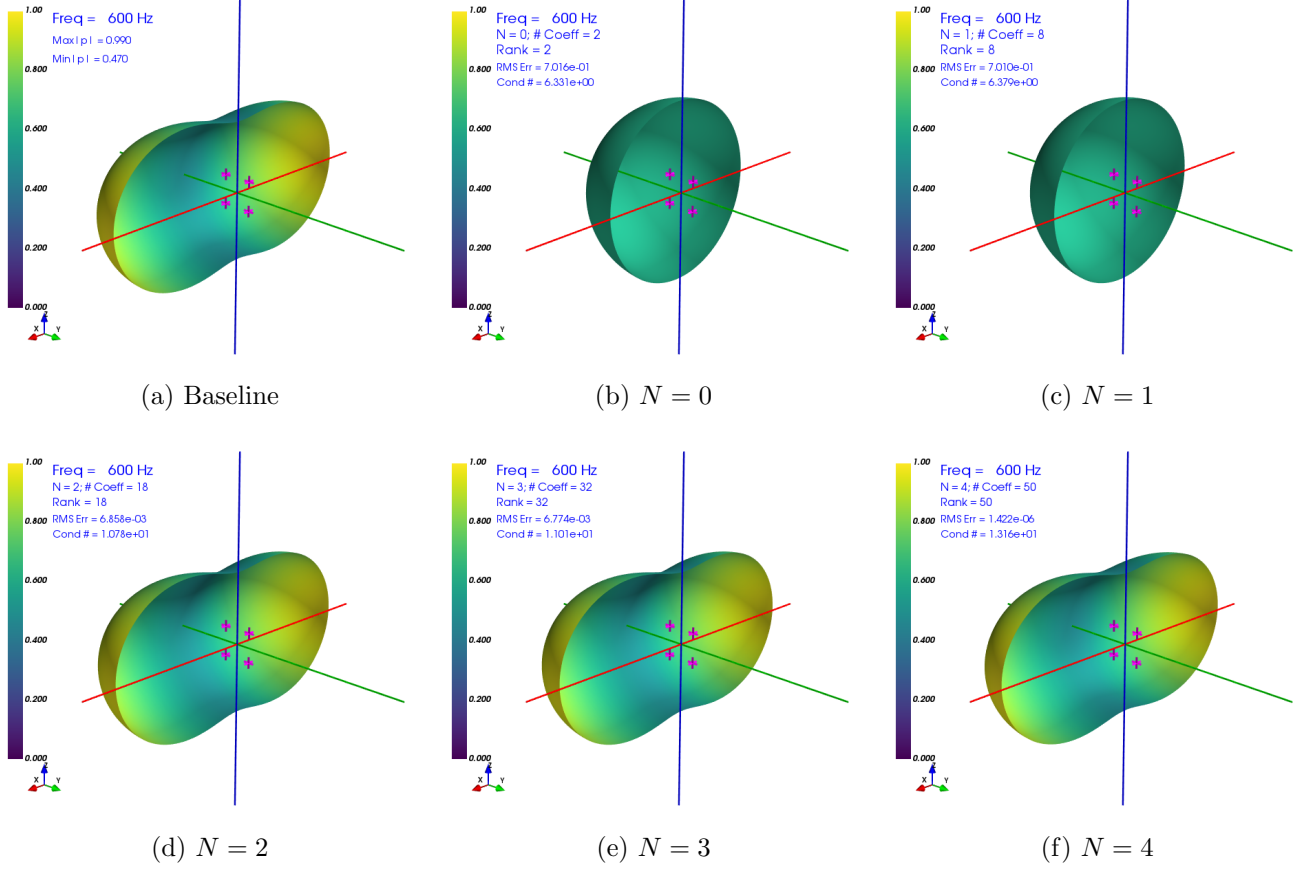 1.00
Freq = 600 Hz
Max | p | = 0.990
Min | p | = 0.470
0.800
0.600
0.400
0.200
0.000
Z
X
Y
(a) Baseline
1.00
Freq = 600 Hz
N = 0; # Coeff = 2
Rank = 2
RMS Err = 7.016e-01
Cond # = 6.331e+00
0.800
0.600
0.400
0.200
0.000
Z
X
Y
(b) N = 0
1.00
Freq = 600 Hz
N = 1; # Coeff = 8
Rank = 8
RMS Err = 7.010e-01
Cond # = 6.379e+00
0.800
0.600
0.400
0.200
0.000
Z
X
Y
(c) N = 1
1.00
Freq = 600 Hz
N = 2; # Coeff = 18
Rank = 18
RMS Err = 6.858e-03
Cond # = 1.078e+01
0.800
0.600
0.400
0.200
0.000
Z
X
Y
(d) N = 2
1.00
Freq = 600 Hz
N = 3; # Coeff = 32
Rank = 32
RMS Err = 6.774e-03
Cond # = 1.101e+01
0.800
0.600
0.400
0.200
0.000
Z
X
Y
(e) N = 3
1.00
Freq = 600 Hz
N = 4; # Coeff = 50
Rank = 50
RMS Err = 1.422e-06
Cond # = 1.316e+01
0.800
0.600
0.400
0.200
0.000
Z
X
Y
(f) N = 4